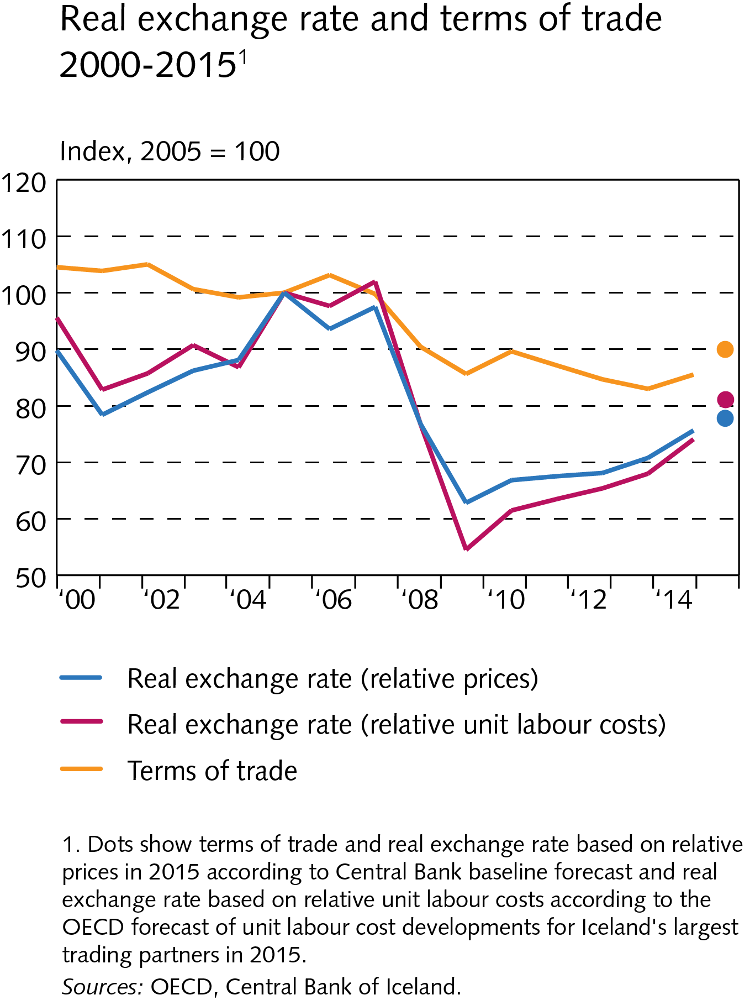 Real exchange rate and terms of trade
2000-2015¹
Index, 2005 = 100
120
110
100
90
80
70
60
50
‘00 ‘02 ‘04 ‘06 ‘08 ‘10 ‘12 ‘14
Real exchange rate (relative prices)
Real exchange rate (relative unit labour costs)
Terms of trade
1. Dots show terms of trade and real exchange rate based on relative
prices in 2015 according to Central Bank baseline forecast and real
exchange rate based on relative unit labour costs according to the
OECD forecast of unit labour cost developments for Iceland's largest
trading partners in 2015.
Sources: OECD, Central Bank of Iceland.